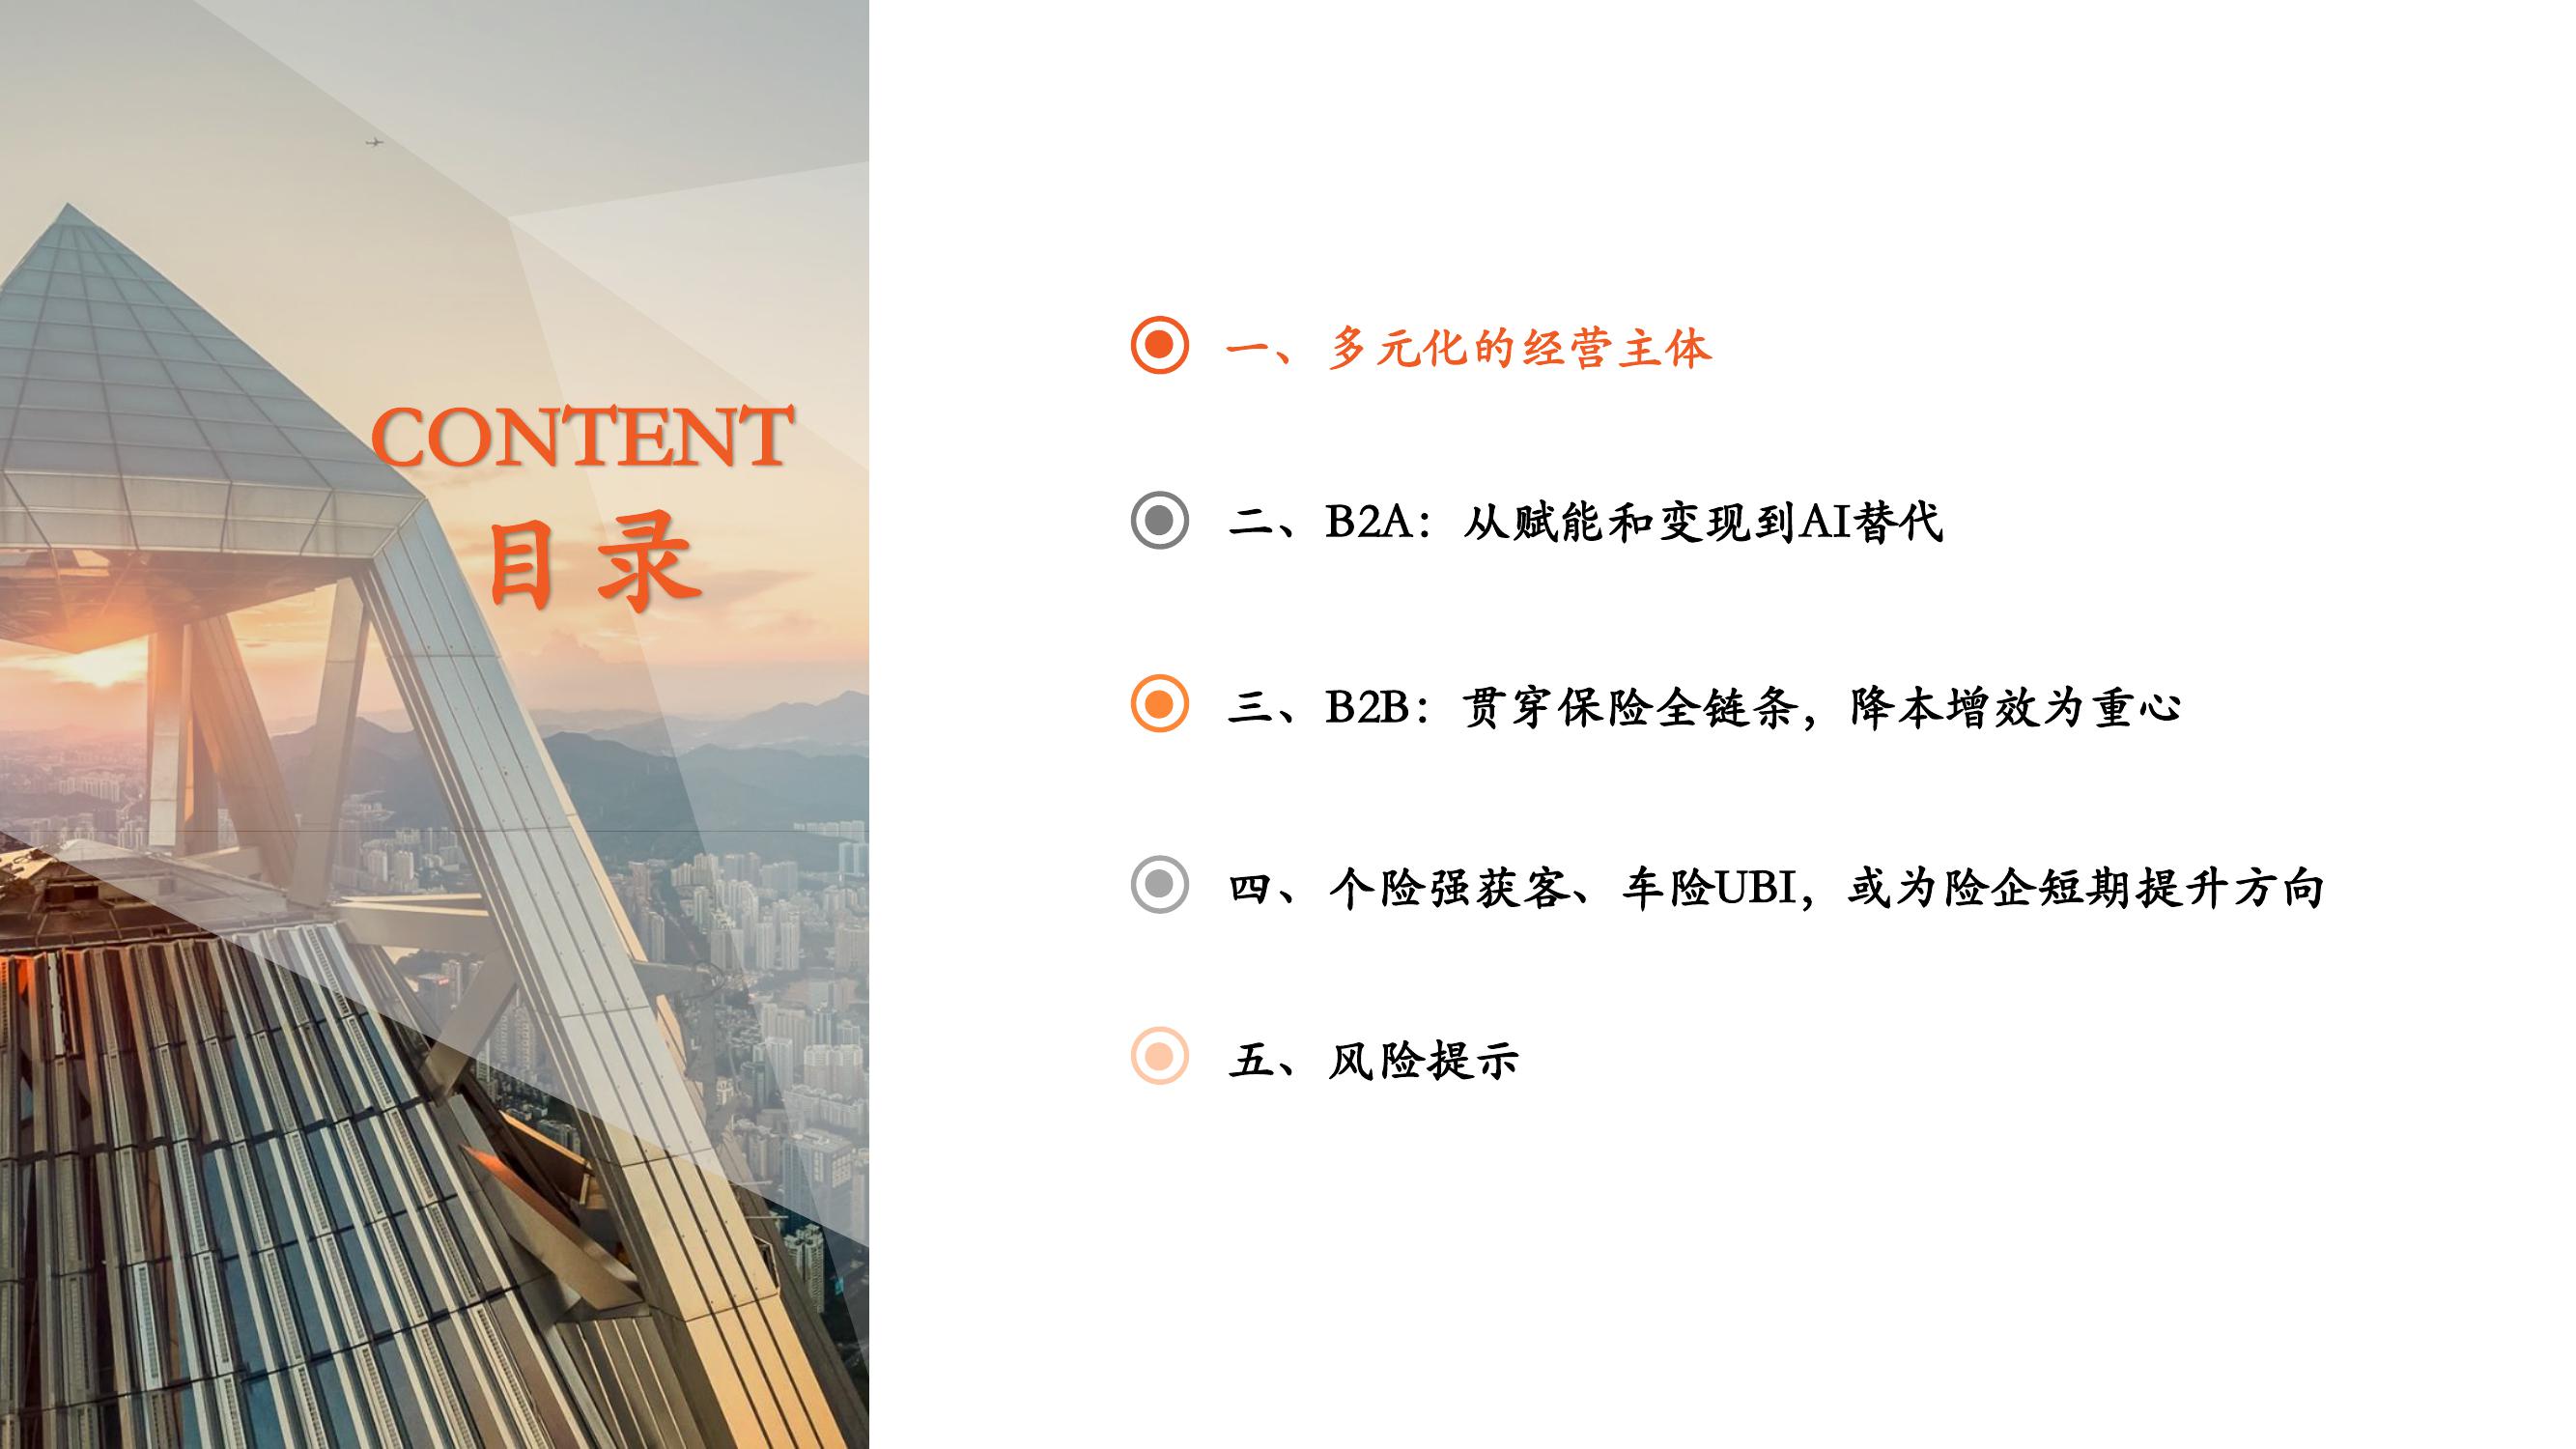 CONTENT
目录
一、多元化的经营主体
二、B2A：从赋能和变现到AI替代
三、B2B：贯穿保险全链条，降本增效为重心
四、个险强获客、车险UBI，或为险企短期提升方向
五、风险提示